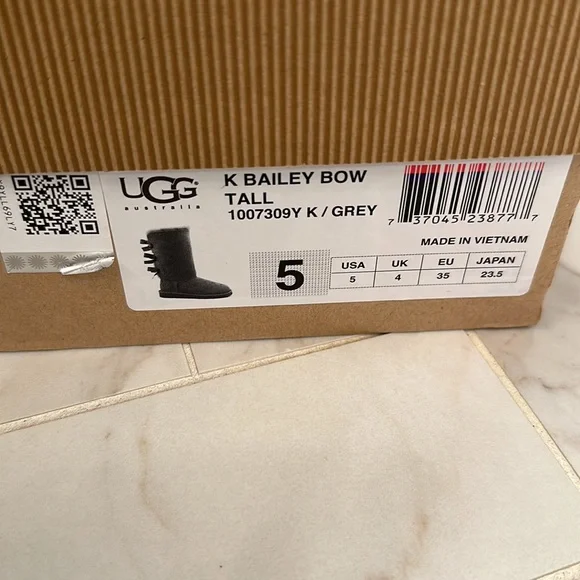 UGG
australia
K BAILEY BOW
TALL
1007309Y K / GREY
7 37045 23877 7
MADE IN VIETNAM
5
USA UK EU JAPAN
5 4 35 23.5